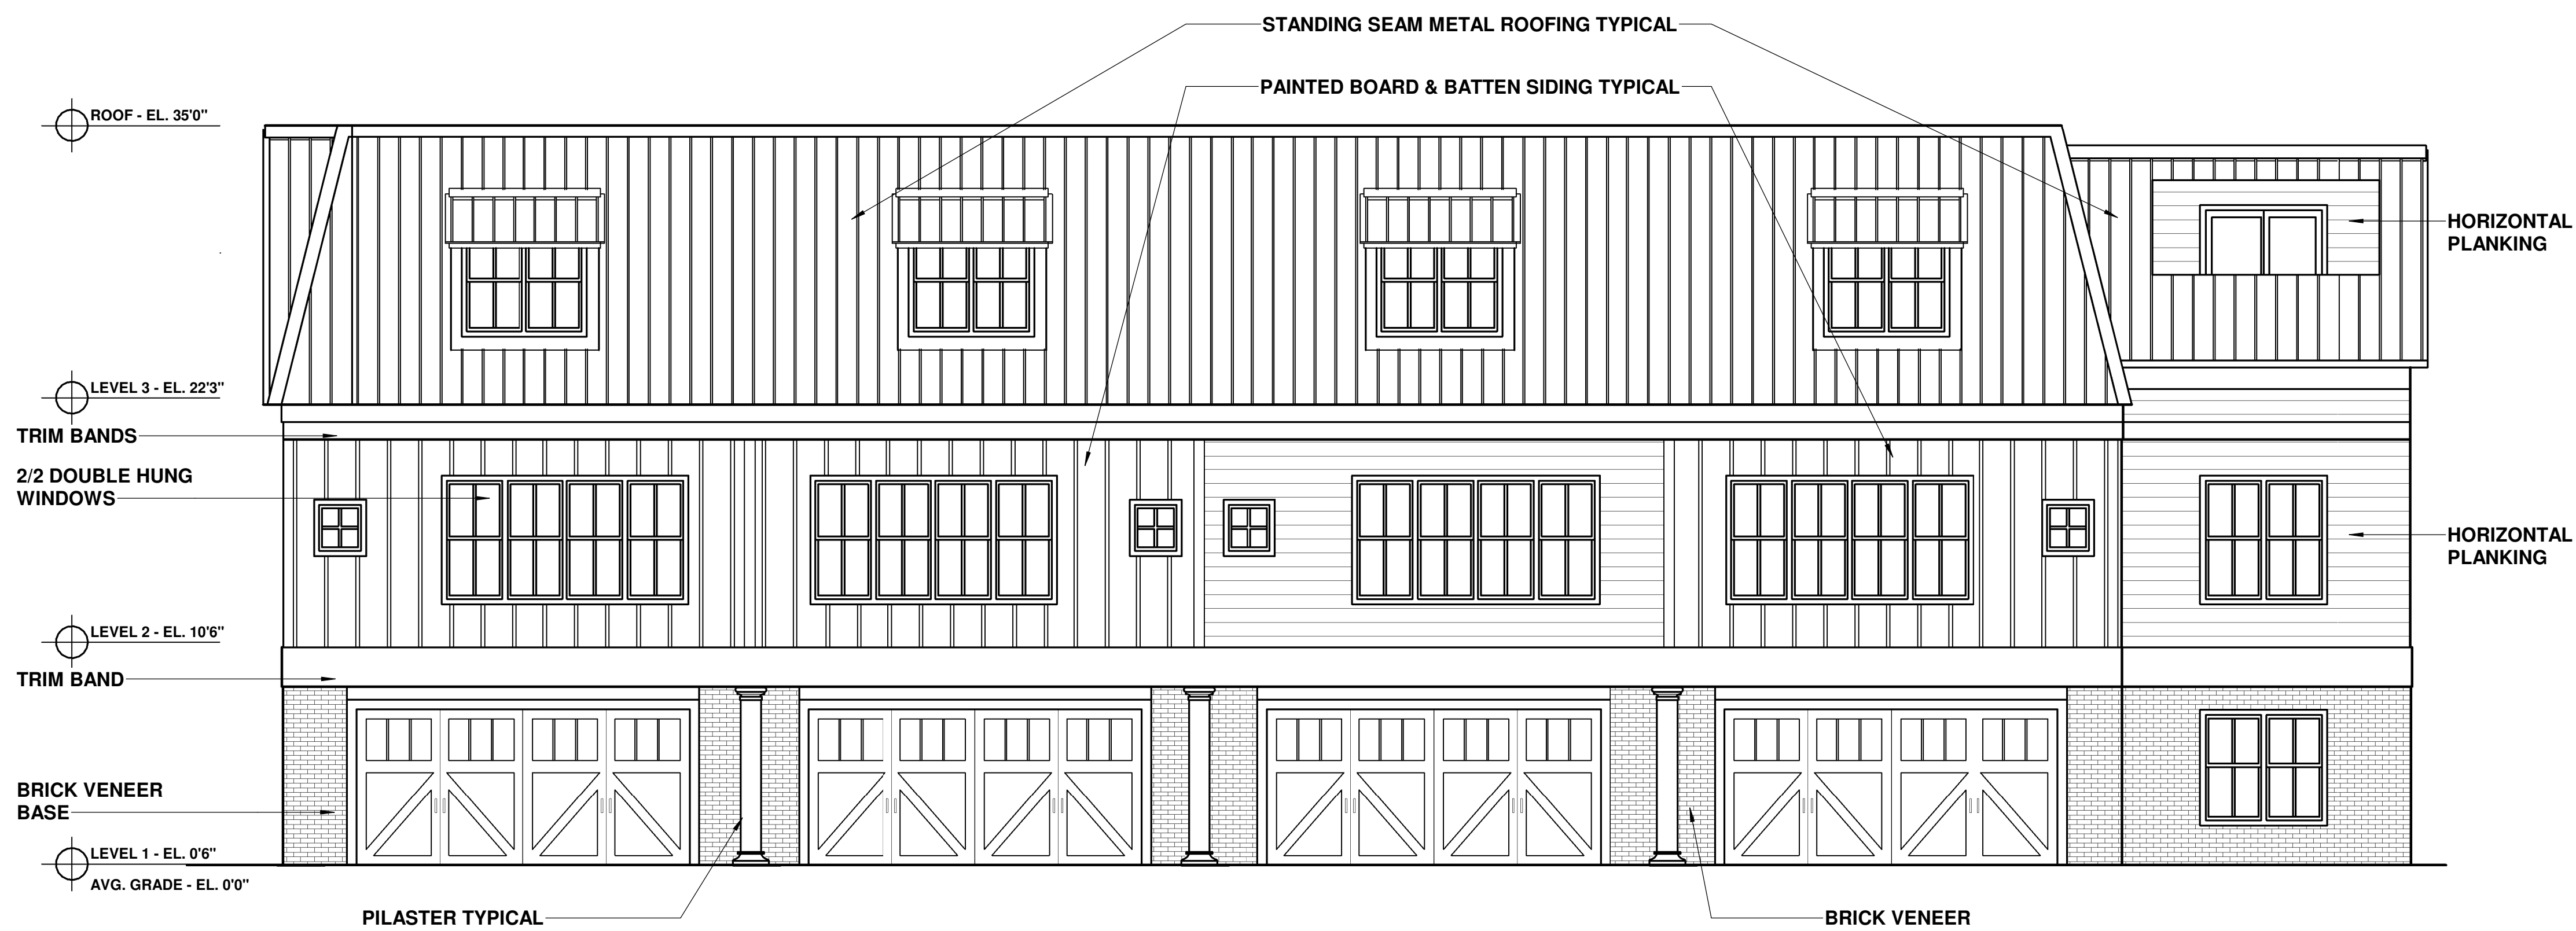 STANDING SEAM METAL ROOFING TYPICAL
PAINTED BOARD & BATTEN SIDING TYPICAL
ROOF - EL. 35'0"
HORIZONTAL
PLANKING
LEVEL 3 - EL. 22'3"
TRIM BANDS
2/2 DOUBLE HUNG
WINDOWS
HORIZONTAL
PLANKING
LEVEL 2 - EL. 10'6"
TRIM BAND
BRICK VENEER
BASE
LEVEL 1 - EL. 0'6"
AVG. GRADE - EL. 0'0"
PILASTER TYPICAL
BRICK VENEER